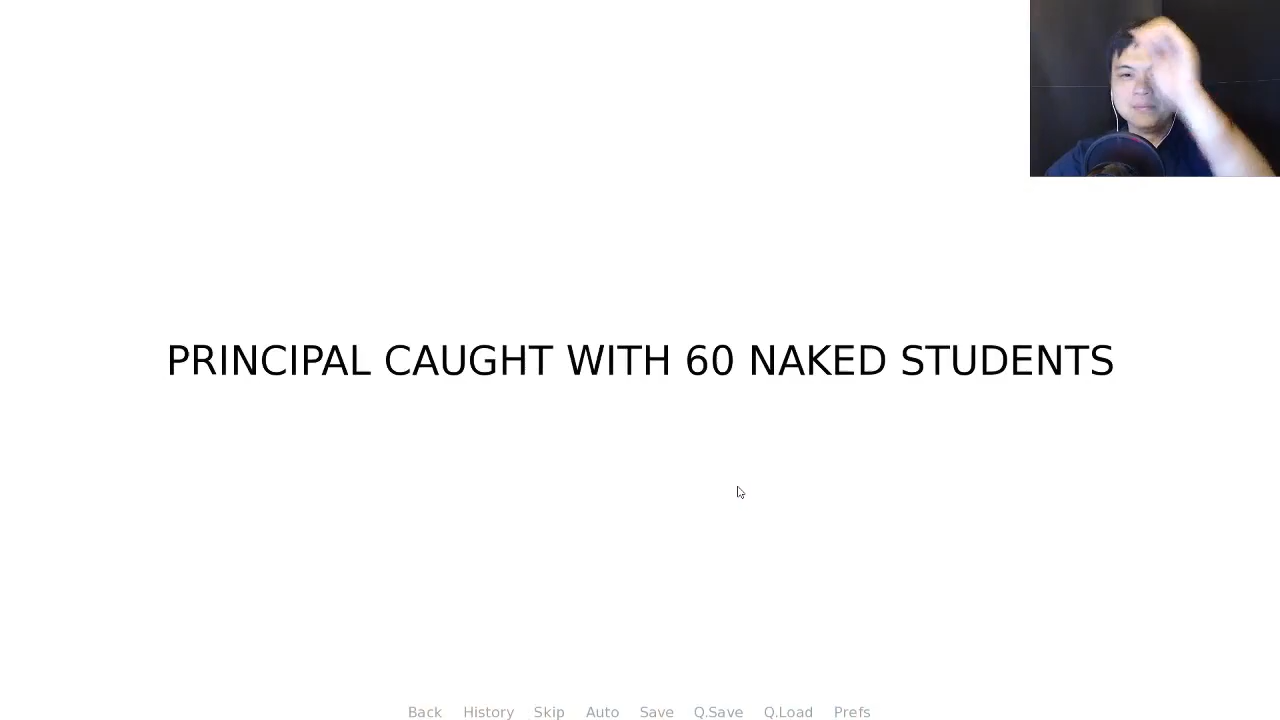 PRINCIPAL CAUGHT WITH 60 NAKED STUDENTS
Back History Skip Auto Save Q.Save Q.Load Prefs